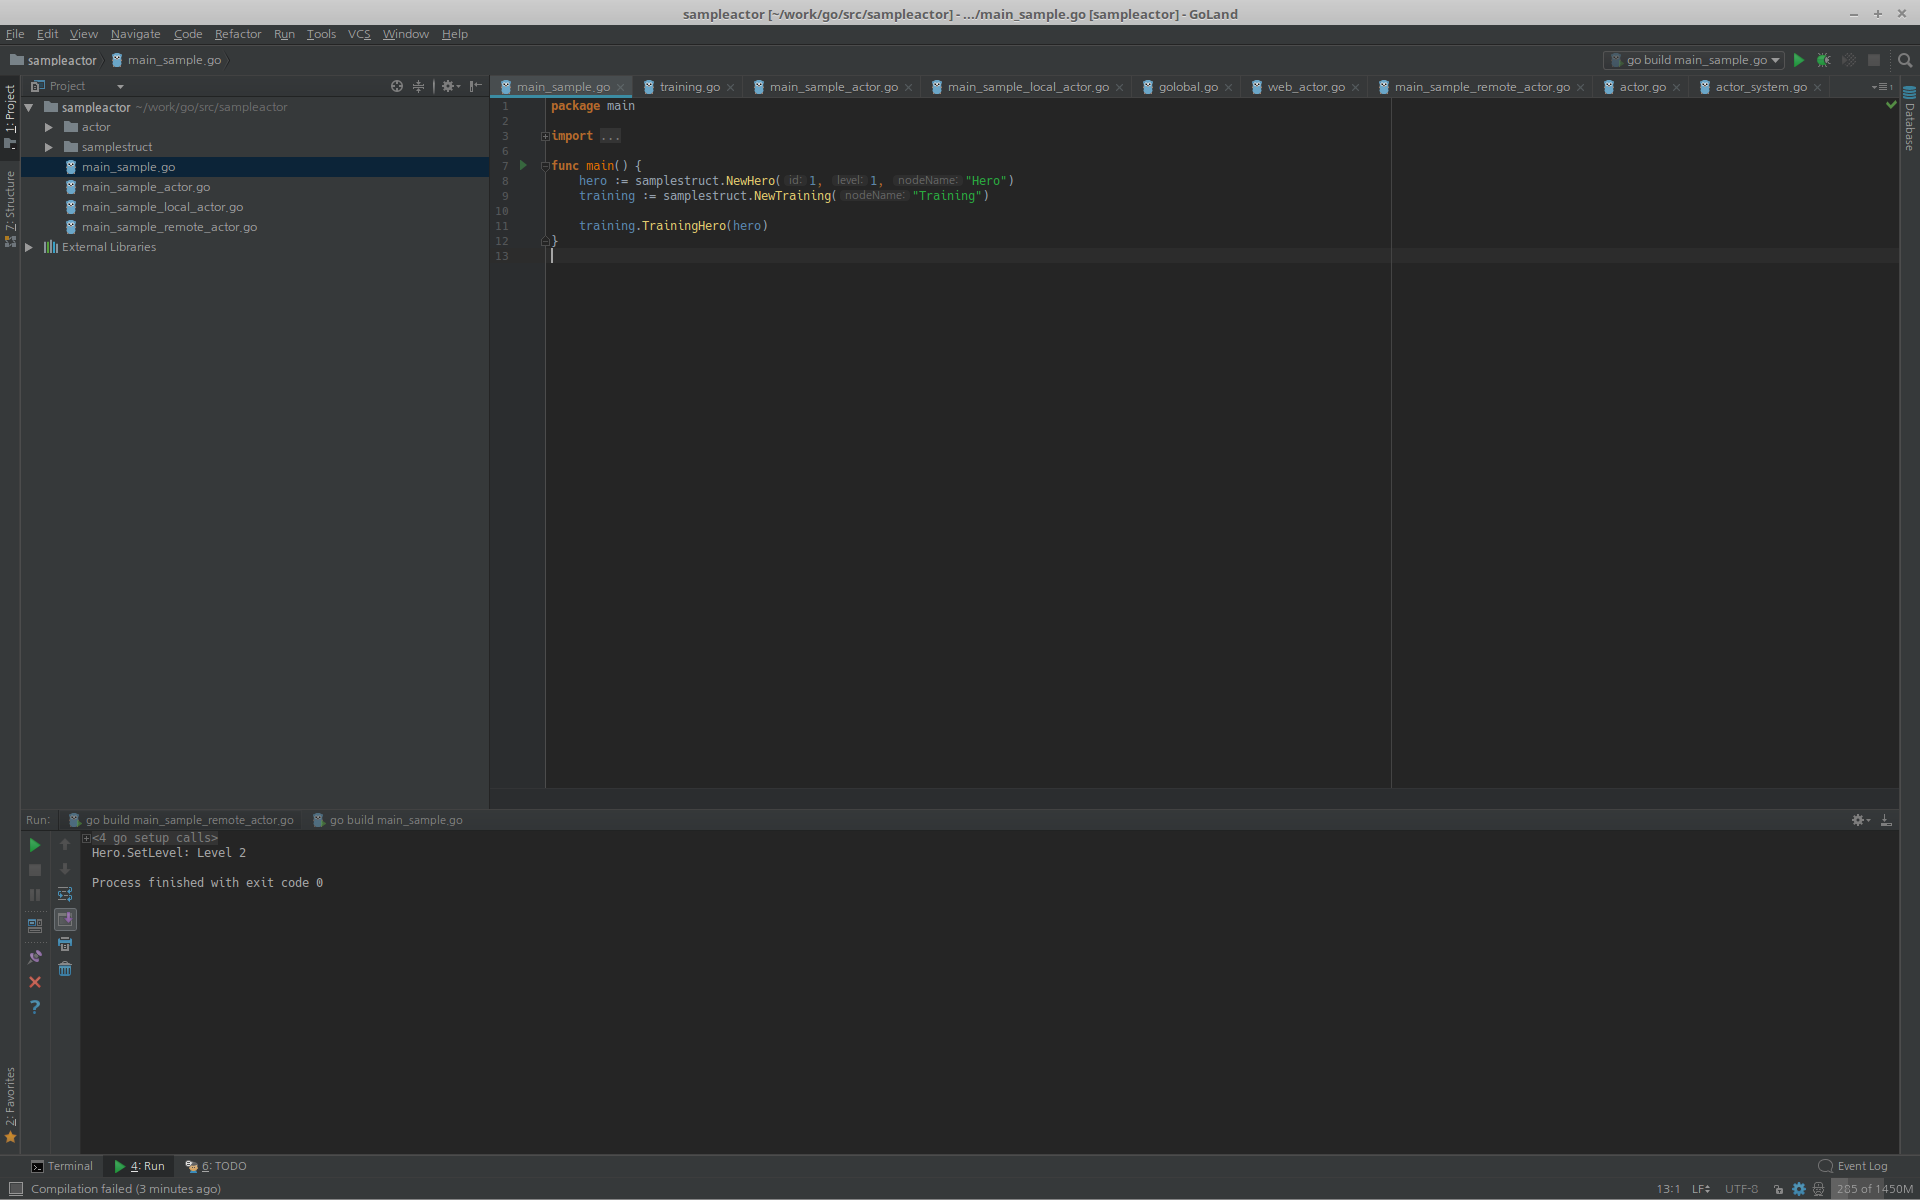 sampleactor [~/work/go/src/sampleactor] - .../main_sample.go [sampleactor] - GoLand
File Edit View Navigate Code Refactor Run Tools VCS Window Help
sampleactor main_sample.go go build main_sample.go
1: Project
7: Structure
2: Favorites
Database
Project
sampleactor ~/work/go/src/sampleactor
actor
samplestruct
main_sample.go
main_sample_actor.go
main_sample_local_actor.go
main_sample_remote_actor.go
External Libraries
main_sample.go training.go main_sample_actor.go main_sample_local_actor.go golobal.go web_actor.go main_sample_remote_actor.go actor.go actor_system.go
1 package main
2
3 import ...
6
7 func main() {
8 hero := samplestruct.NewHero( id: 1, level: 1, nodeName: "Hero")
9 training := samplestruct.NewTraining( nodeName: "Training")
10
11 training.TrainingHero(hero)
12 }
13
Run: go build main_sample_remote_actor.go go build main_sample.go
<4 go setup calls>
Hero.SetLevel: Level 2
Process finished with exit code 0
Terminal 4: Run 6: TODO Event Log
Compilation failed (3 minutes ago) 13:1 LF UTF-8 285 of 1450M